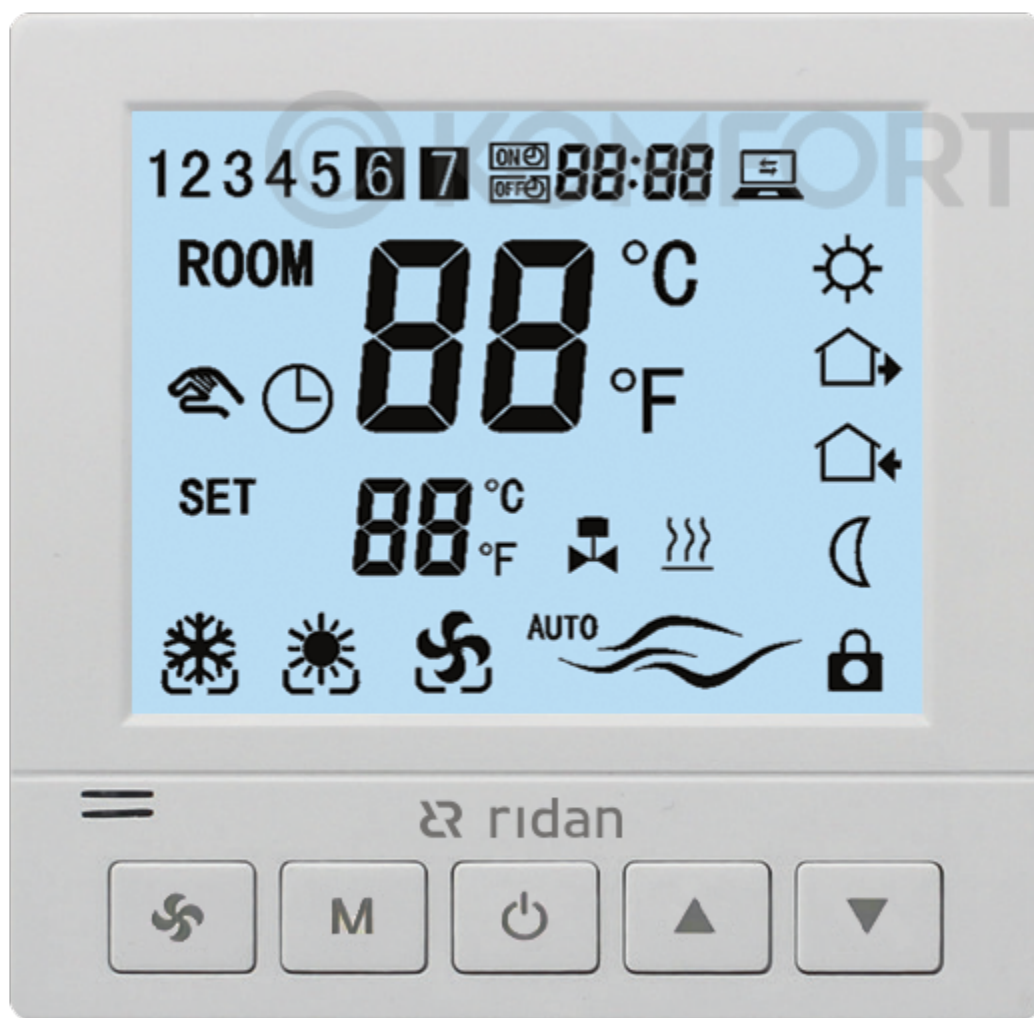 © KOMFORT
1234567 ON OFF 88:88
ROOM 88 °C
°F
SET 88 °C
°F
AUTO
ridan
M